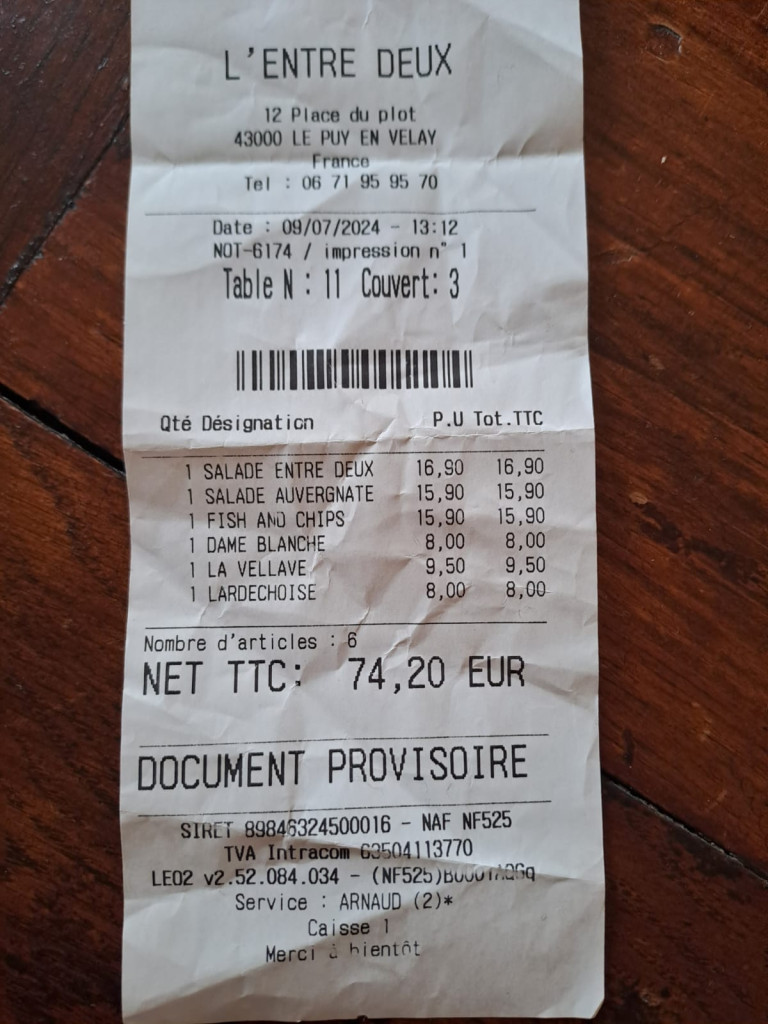 L'ENTRE DEUX
12 Place du plot
43000 LE PUY EN VELAY
France
Tel : 06 71 95 95 70
Date : 09/07/2024 - 13:12
NOT-6174 / impression n° 1
Table N : 11 Couvert: 3
Qté Désignation P.U Tot.TTC
1 SALADE ENTRE DEUX 16,90 16,90
1 SALADE AUVERGNATE 15,90 15,90
1 FISH AND CHIPS 15,90 15,90
1 DAME BLANCHE 8,00 8,00
1 LA VELLAVE 9,50 9,50
1 LARDECHOISE 8,00 8,00
Nombre d'articles : 6
NET TTC: 74,20 EUR
DOCUMENT PROVISOIRE
SIRET 89846324500016 - NAF NF525
TVA Intracom 63504113770
LEO2 v2.52.084.034 -
Service : ARNAUD (2)*
Caisse 1
Merci à bientôt